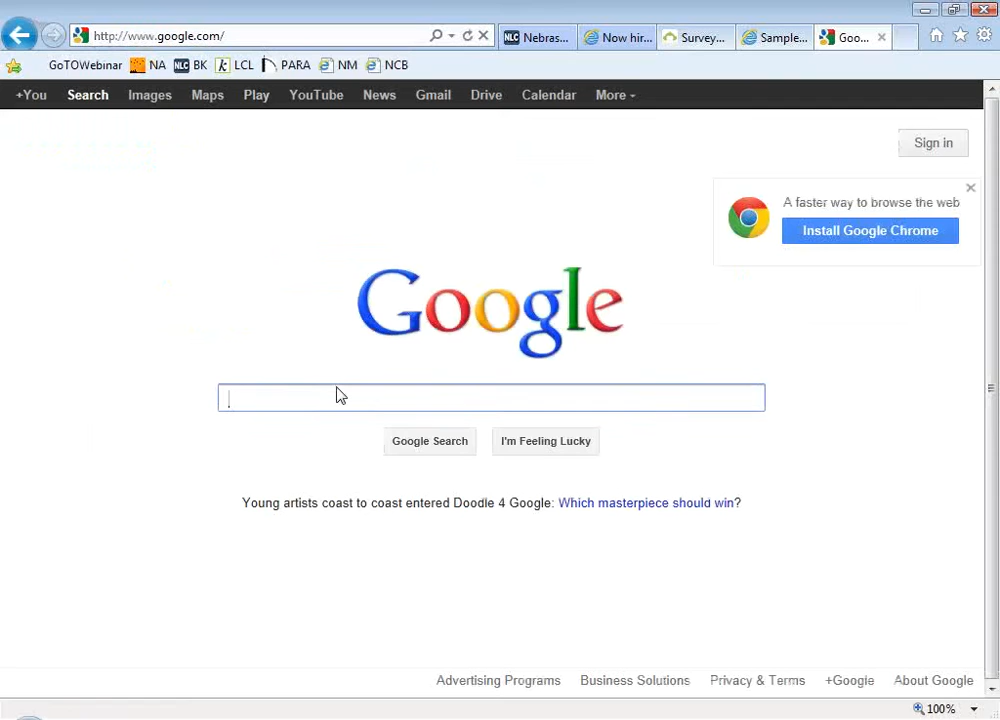 http://www.google.com/
NLC Nebras... Now hir... Survey... Sample... Goo...
GoTOWebinar NA NLC BK k LCL PARA NM NCB
+You Search Images Maps Play YouTube News Gmail Drive Calendar More
Sign in
A faster way to browse the web
Install Google Chrome
Google
Google Search I'm Feeling Lucky
Young artists coast to coast entered Doodle 4 Google: Which masterpiece should win?
Advertising Programs Business Solutions Privacy & Terms +Google About Google
100%